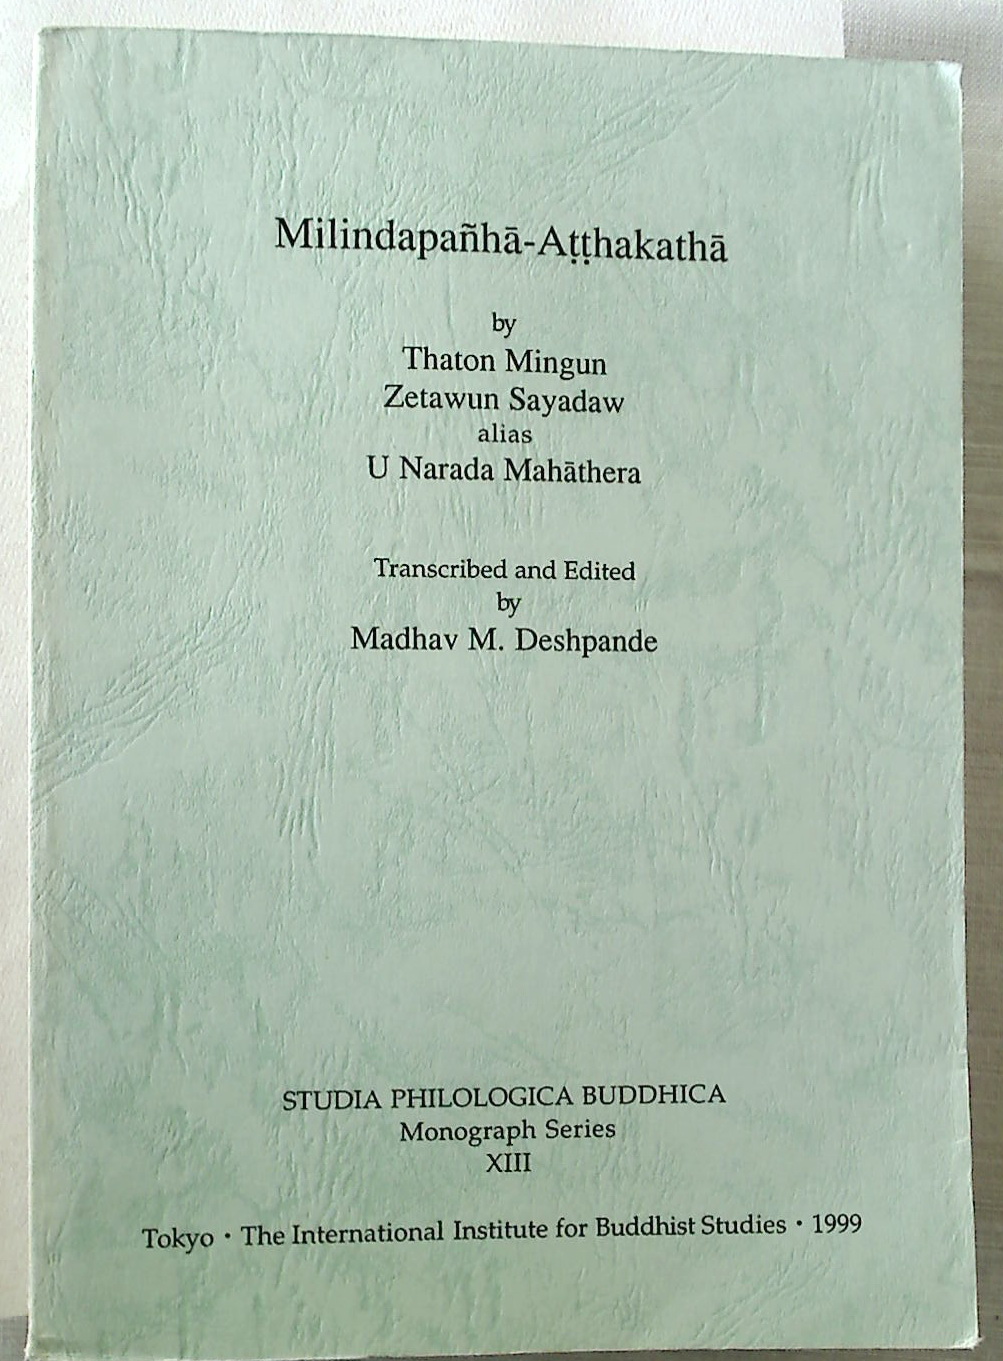 Milindapañhā-Aṭṭhakathā
by
Thaton Mingun
Zetawun Sayadaw
alias
U Narada Mahāthera
Transcribed and Edited
by
Madhav M. Deshpande
STUDIA PHILOLOGICA BUDDHICA
Monograph Series
XIII
Tokyo・The International Institute for Buddhist Studies・1999